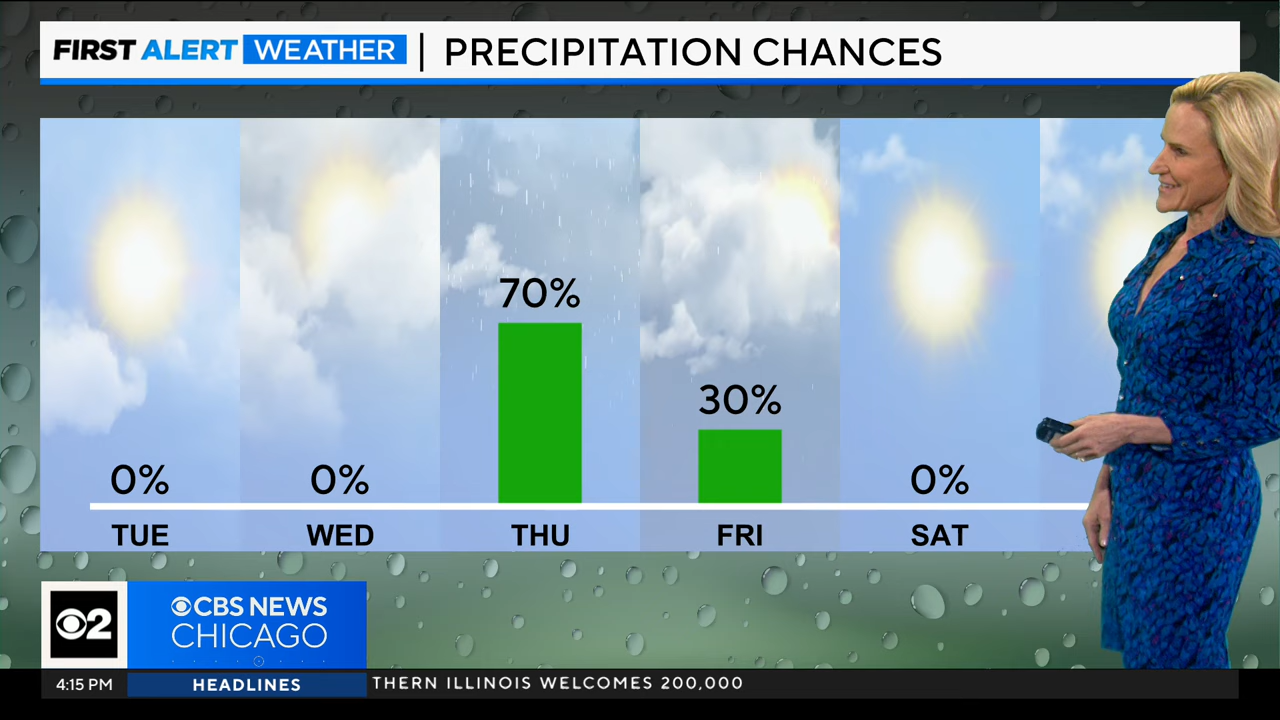 FIRST ALERT WEATHER | PRECIPITATION CHANCES
70%
30%
0% 0% 0%
TUE WED THU FRI SAT
2
CBS NEWS
CHICAGO
4:15 PM HEADLINES THERN ILLINOIS WELCOMES 200,000